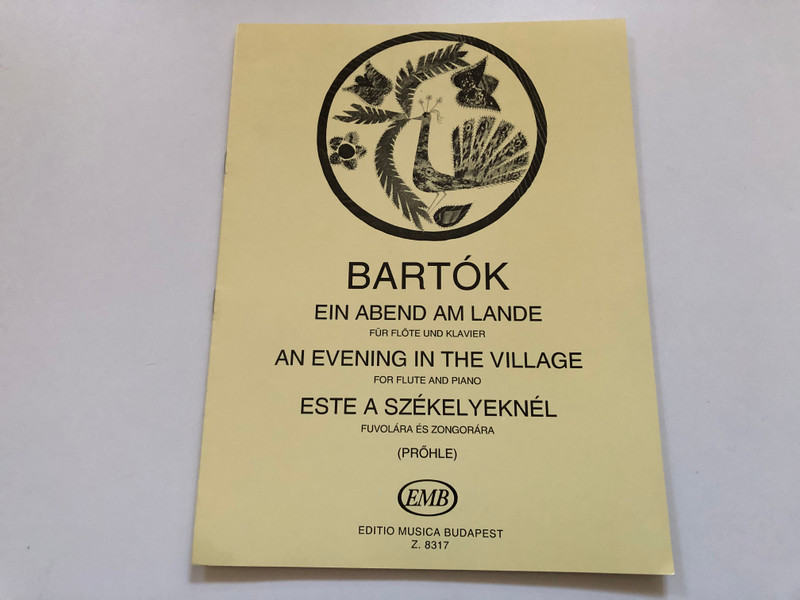 BARTÓK
EIN ABEND AM LANDE
FÜR FLÖTE UND KLAVIER
AN EVENING IN THE VILLAGE
FOR FLUTE AND PIANO
ESTE A SZÉKELYEKNÉL
FUVOLÁRA ÉS ZONGORÁRA
(PRŐHLE)
EMB
EDITIO MUSICA BUDAPEST
Z. 8317